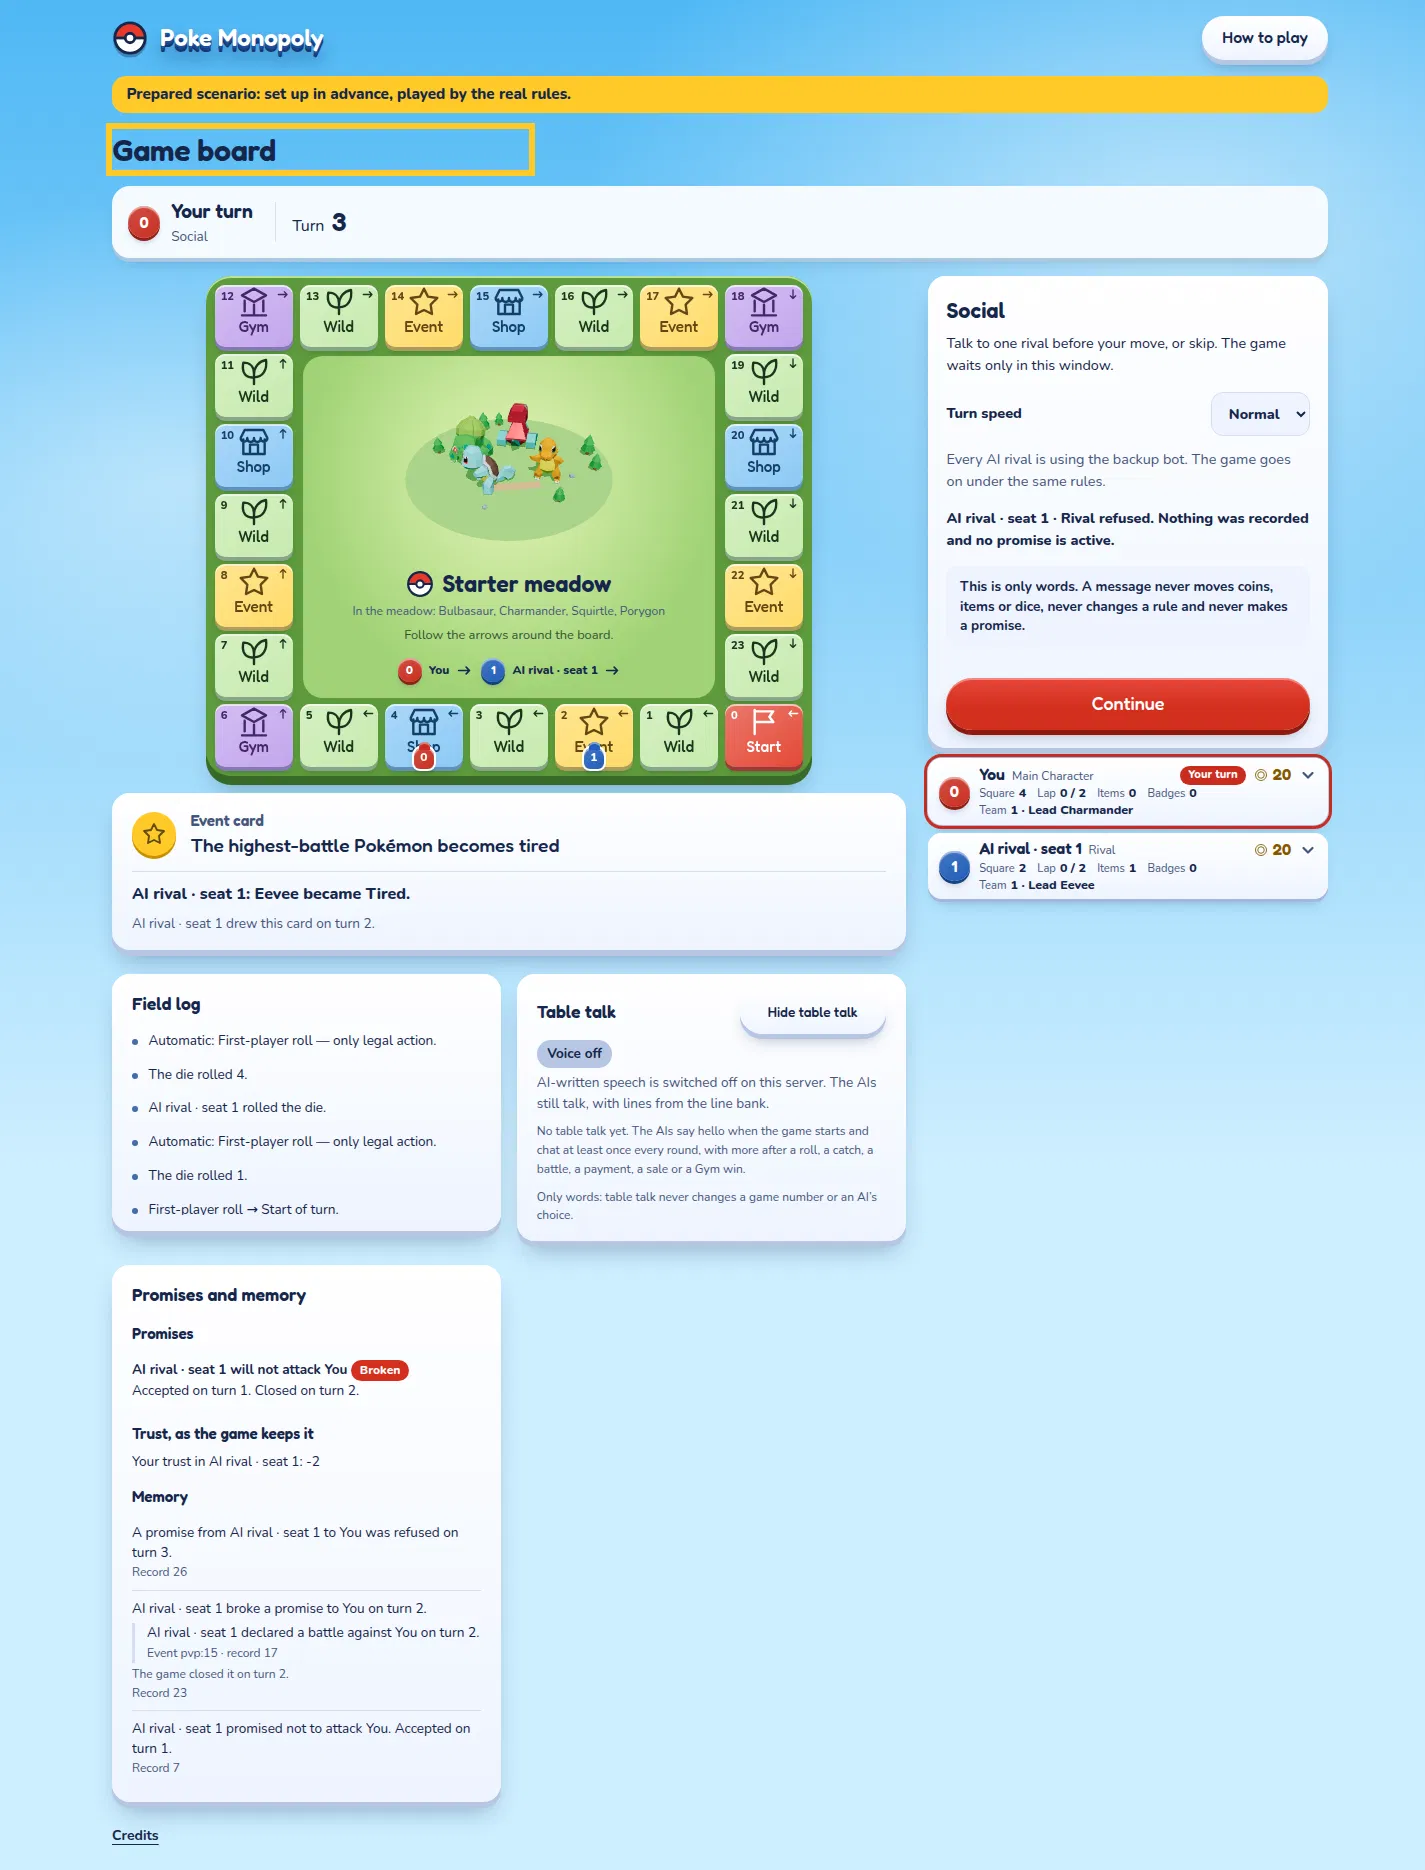 Poke Monopoly
How to play
Prepared scenario: set up in advance, played by the real rules.
Game board
0
Your turn
Social
Turn 3
12 → Gym
13 → Wild
14 → Event
15 → Shop
16 → Wild
17 → Event
18 ↓ Gym
11 ↑ Wild
19 ↓ Wild
10 ↑ Shop
20 ↓ Shop
9 ↑ Wild
21 ↓ Wild
8 ↑ Event
22 ↓ Event
7 ↑ Wild
23 ↓ Wild
6 ↑ Gym
5 ← Wild
4 ← Shop
0
3 ← Wild
2 ← Event
1
1 ← Wild
0 ← Start
Starter meadow
In the meadow: Bulbasaur, Charmander, Squirtle, Porygon
Follow the arrows around the board.
0 You → 1 AI rival · seat 1 →
Social
Talk to one rival before your move, or skip. The game
waits only in this window.
Turn speed
Normal
Every AI rival is using the backup bot. The game goes
on under the same rules.
AI rival · seat 1 · Rival refused. Nothing was recorded
and no promise is active.
This is only words. A message never moves coins,
items or dice, never changes a rule and never makes
a promise.
Continue
0
You Main Character
Your turn
20
Square 4 Lap 0 / 2 Items 0 Badges 0
Team 1 · Lead Charmander
1
AI rival · seat 1 Rival
20
Square 2 Lap 0 / 2 Items 1 Badges 0
Team 1 · Lead Eevee
Event card
The highest-battle Pokémon becomes tired
AI rival · seat 1: Eevee became Tired.
AI rival · seat 1 drew this card on turn 2.
Field log
Automatic: First-player roll — only legal action.
The die rolled 4.
AI rival · seat 1 rolled the die.
Automatic: First-player roll — only legal action.
The die rolled 1.
First-player roll → Start of turn.
Table talk
Hide table talk
Voice off
AI-written speech is switched off on this server. The AIs
still talk, with lines from the line bank.
No table talk yet. The AIs say hello when the game starts and
chat at least once every round, with more after a roll, a catch, a
battle, a payment, a sale or a Gym win.
Only words: table talk never changes a game number or an AI's
choice.
Promises and memory
Promises
AI rival · seat 1 will not attack You Broken
Accepted on turn 1. Closed on turn 2.
Trust, as the game keeps it
Your trust in AI rival · seat 1: -2
Memory
A promise from AI rival · seat 1 to You was refused on
turn 3.
Record 26
AI rival · seat 1 broke a promise to You on turn 2.
AI rival · seat 1 declared a battle against You on turn 2.
Event pvp:15 · record 17
The game closed it on turn 2.
Record 23
AI rival · seat 1 promised not to attack You. Accepted on
turn 1.
Record 7
Credits